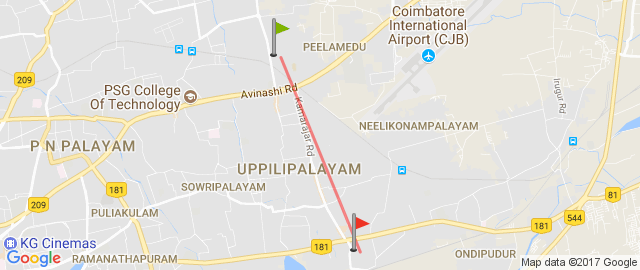 Coimbatore
International
Airport (CJB)
PEELAMEDU
209
PSG College
Of Technology
Avinashi Rd
Kamarajar Rd
Irugur Rd
209
NEELIKONAMPALAYAM
P N PALAYAM
UPPILIPALAYAM
181
SOWRIPALAYAM
81
PULIAKULAM
544
181
181
181
KG Cinemas
Google
RAMANATHAPURAM
ONDIPUDUR
Map data ©2017 Google